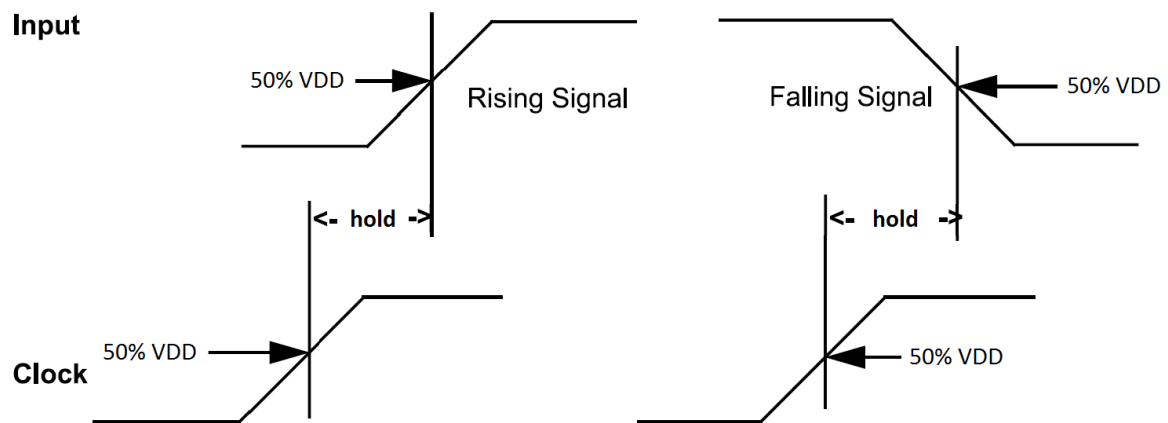 Input
50% VDD
Rising Signal
Falling Signal
50% VDD
<- hold ->
<- hold ->
50% VDD
50% VDD
Clock